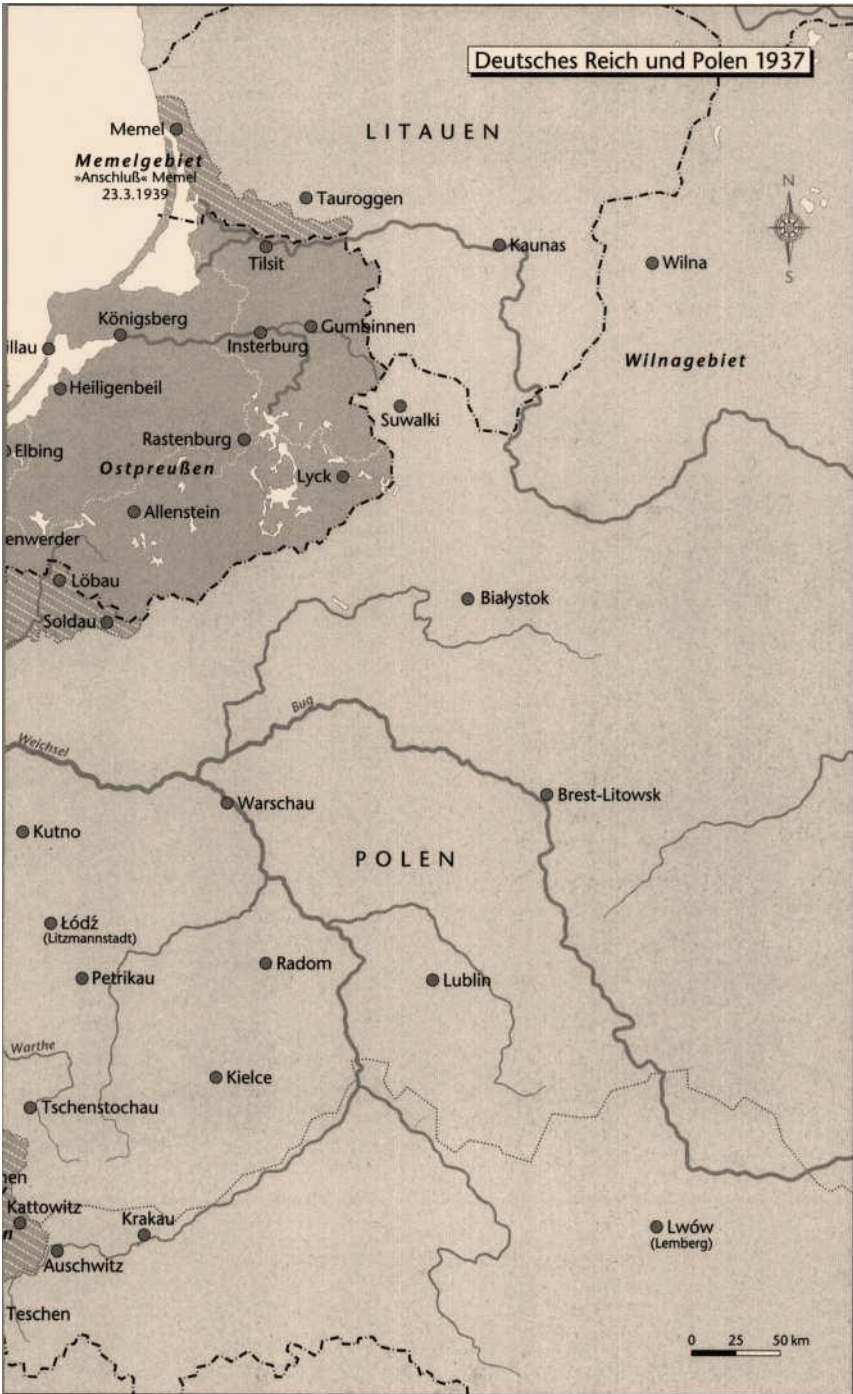 Deutsches Reich und Polen 1937
LITAUEN
Memel
Memelgebiet
»Anschluß« Memel
23.3.1939
Tauroggen
N
S
Kaunas
Wilna
Tilsit
Königsberg
Gumbinnen
Insterburg
illau
Wilnagebiet
Heiligenbeil
Suwalki
Rastenburg
Elbing
Ostpreußen
Lyck
Allenstein
enwerder
Löbau
Białystok
Soldau
Bug
Weichsel
Warschau
Brest-Litowsk
Kutno
POLEN
Łódź
(Litzmannstadt)
Radom
Petrikau
Lublin
Warthe
Kielce
Tschenstochau
en
Kattowitz
Krakau
n
Lwów
(Lemberg)
Auschwitz
Teschen
0 25 50 km